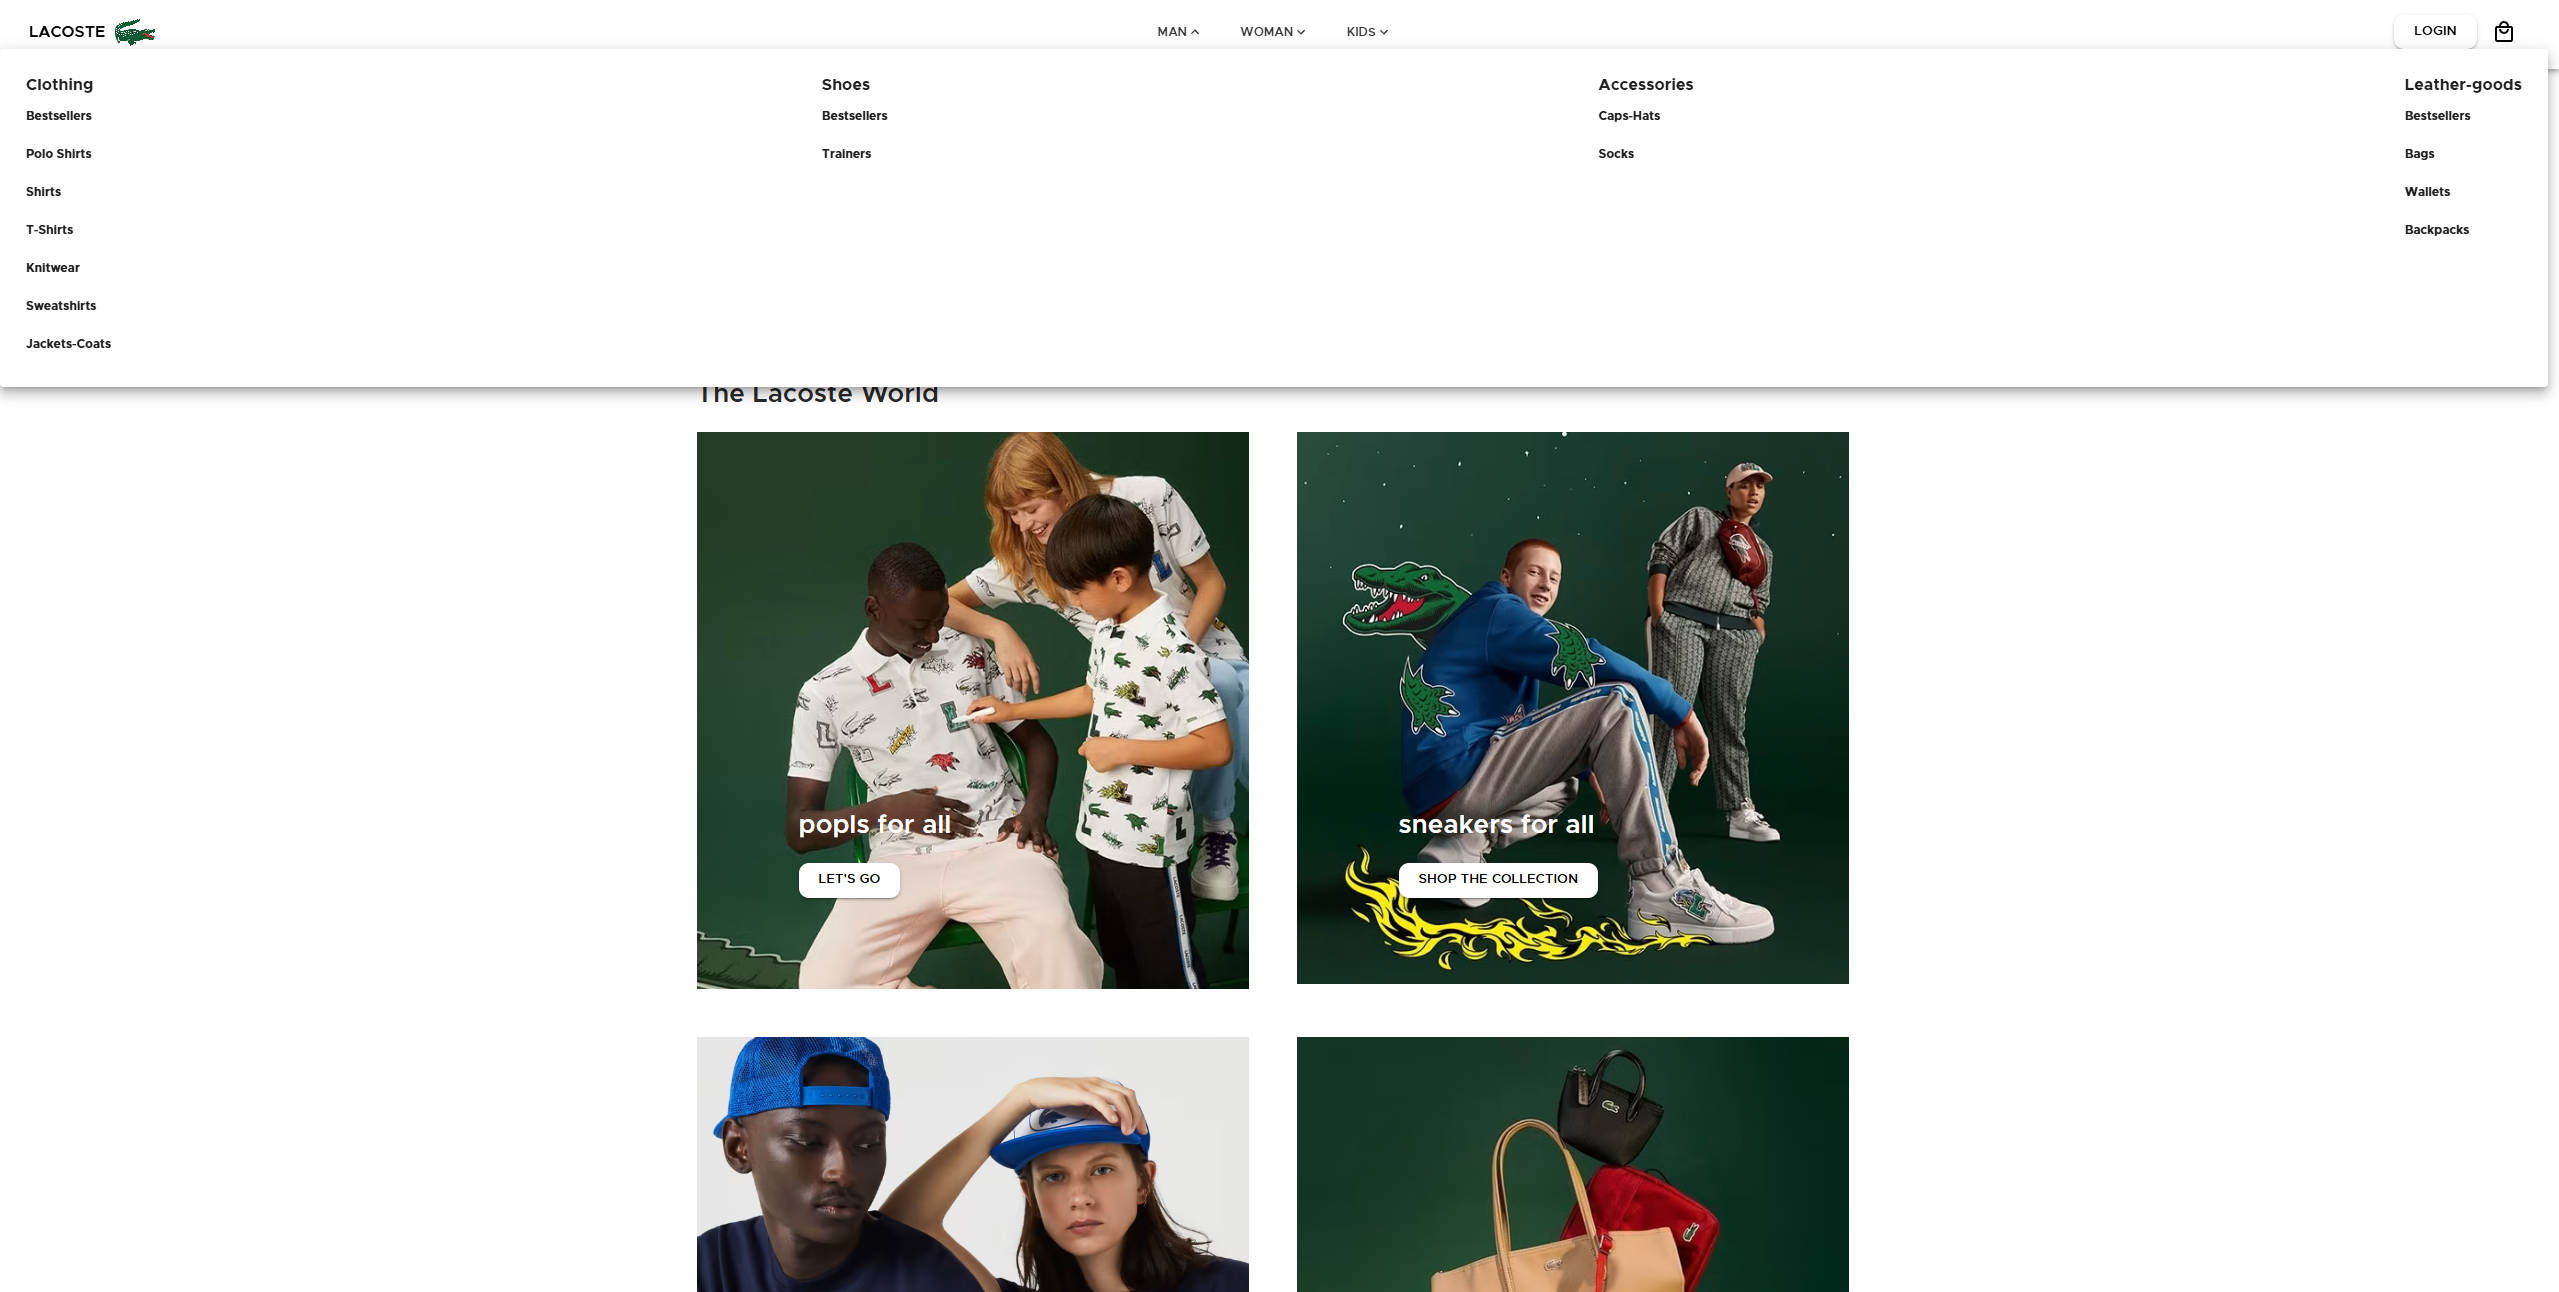 LACOSTE
MAN
WOMAN
KIDS
LOGIN
Clothing
Bestsellers
Polo Shirts
Shirts
T-Shirts
Knitwear
Sweatshirts
Jackets-Coats
Shoes
Bestsellers
Trainers
Accessories
Caps-Hats
Socks
Leather-goods
Bestsellers
Bags
Wallets
Backpacks
The Lacoste World
popls for all
LET'S GO
sneakers for all
SHOP THE COLLECTION